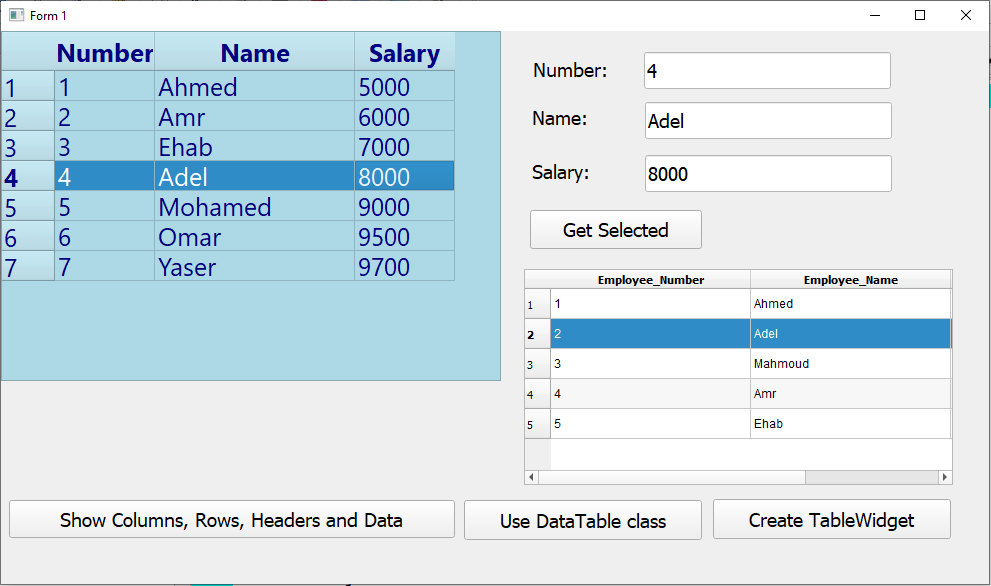 Form 1
Number Name Salary
1 1 Ahmed 5000
2 2 Amr 6000
3 3 Ehab 7000
4 4 Adel 8000
5 5 Mohamed 9000
6 6 Omar 9500
7 7 Yaser 9700
Number: 4
Name: Adel
Salary: 8000
Get Selected
Employee_Number Employee_Name
1 1 Ahmed
2 2 Adel
3 3 Mahmoud
4 4 Amr
5 5 Ehab
Show Columns, Rows, Headers and Data
Use DataTable class
Create TableWidget